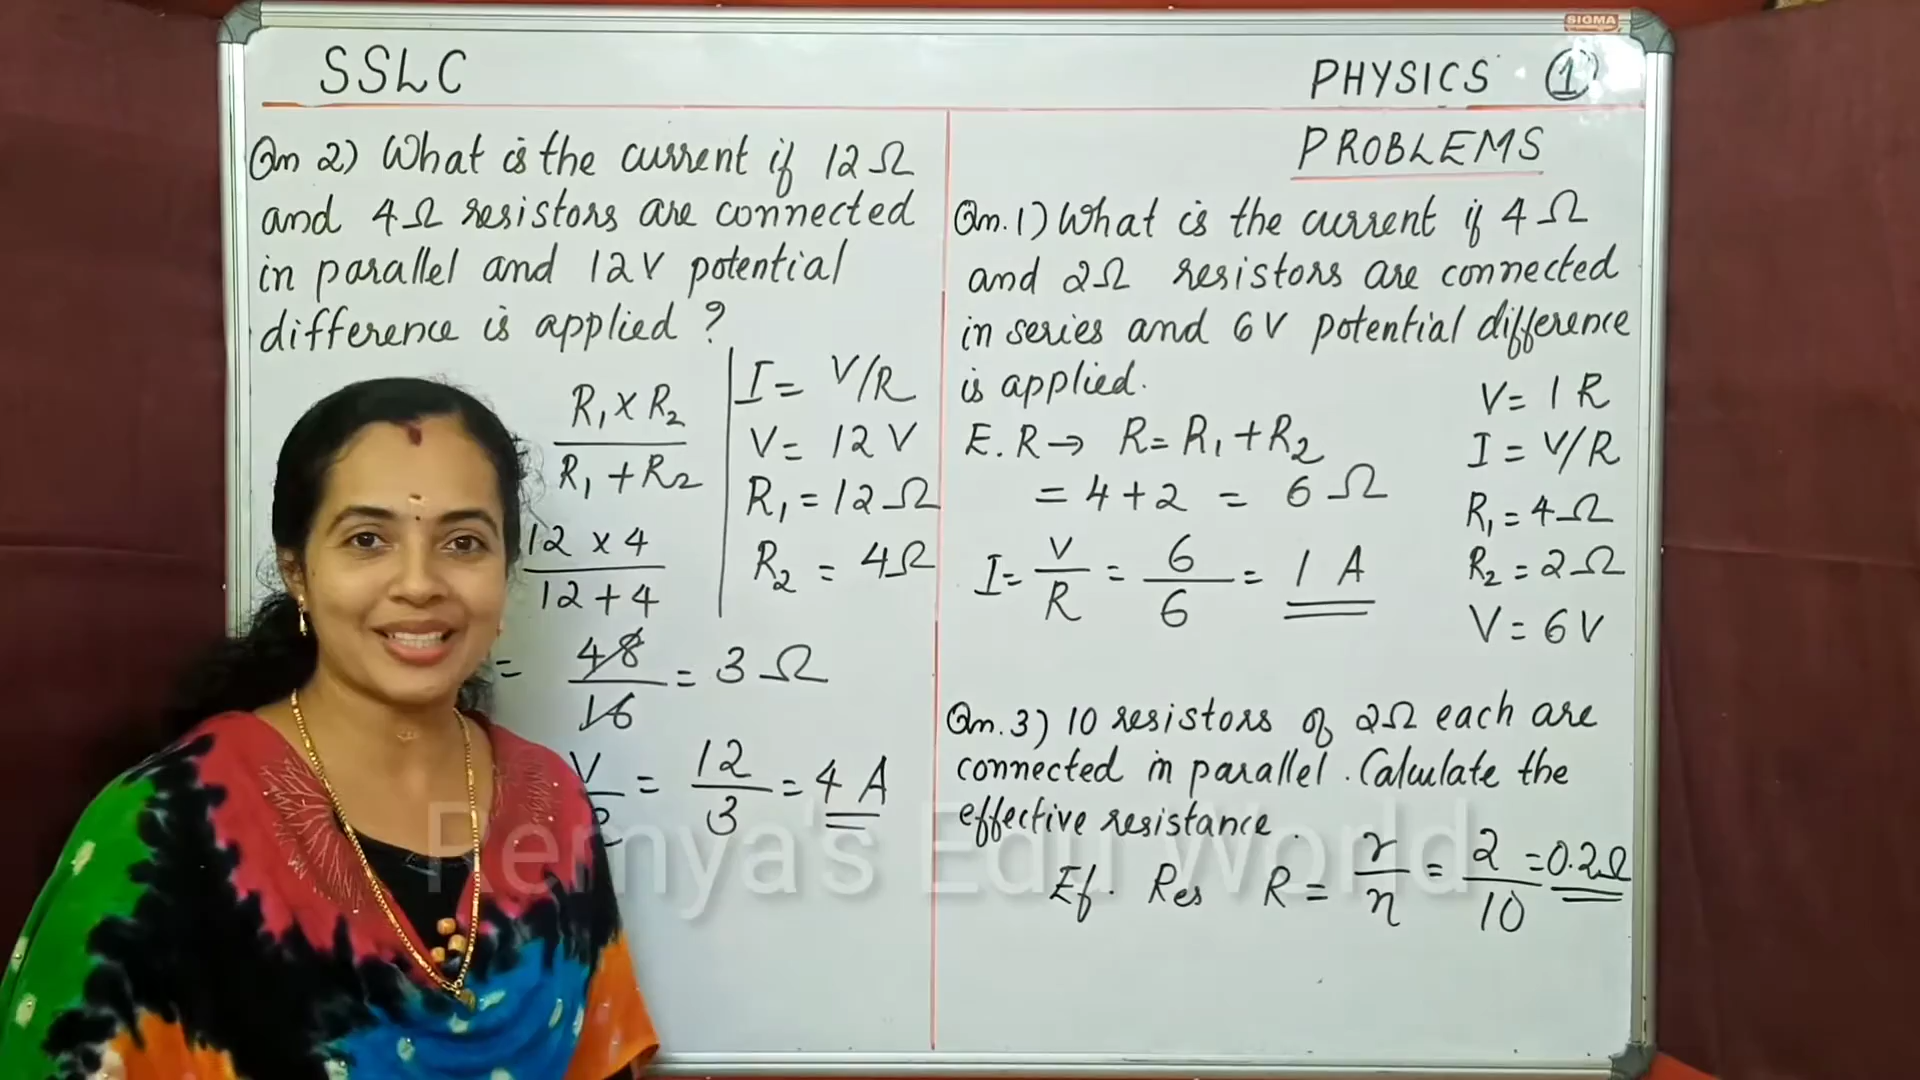 SIGMA
SSLC
PHYSICS 1
Qn 2) What is the current if 12Ω
and 4Ω resistors are connected
in parallel and 12V potential
difference is applied ?
R₁ × R₂
R₁ + R₂
12 × 4
12 + 4
= 48/16 = 3 Ω
V/ = 12/3 = 4 A
I = V/R
V = 12 V
R₁ = 12 Ω
R₂ = 4Ω
PROBLEMS
Qn. 1) What is the current if 4 Ω
and 2Ω resistors are connected
in series and 6V potential difference
is applied.
E.R → R = R₁ + R₂
= 4 + 2 = 6 Ω
I = V/R = 6/6 = 1 A
V = I R
I = V/R
R₁ = 4Ω
R₂ = 2Ω
V = 6V
Qn. 3) 10 resistors of 2Ω each are
connected in parallel. Calculate the
effective resistance.
Ef. Res R = r/n = 2/10 = 0.2Ω
Remya's Edu World